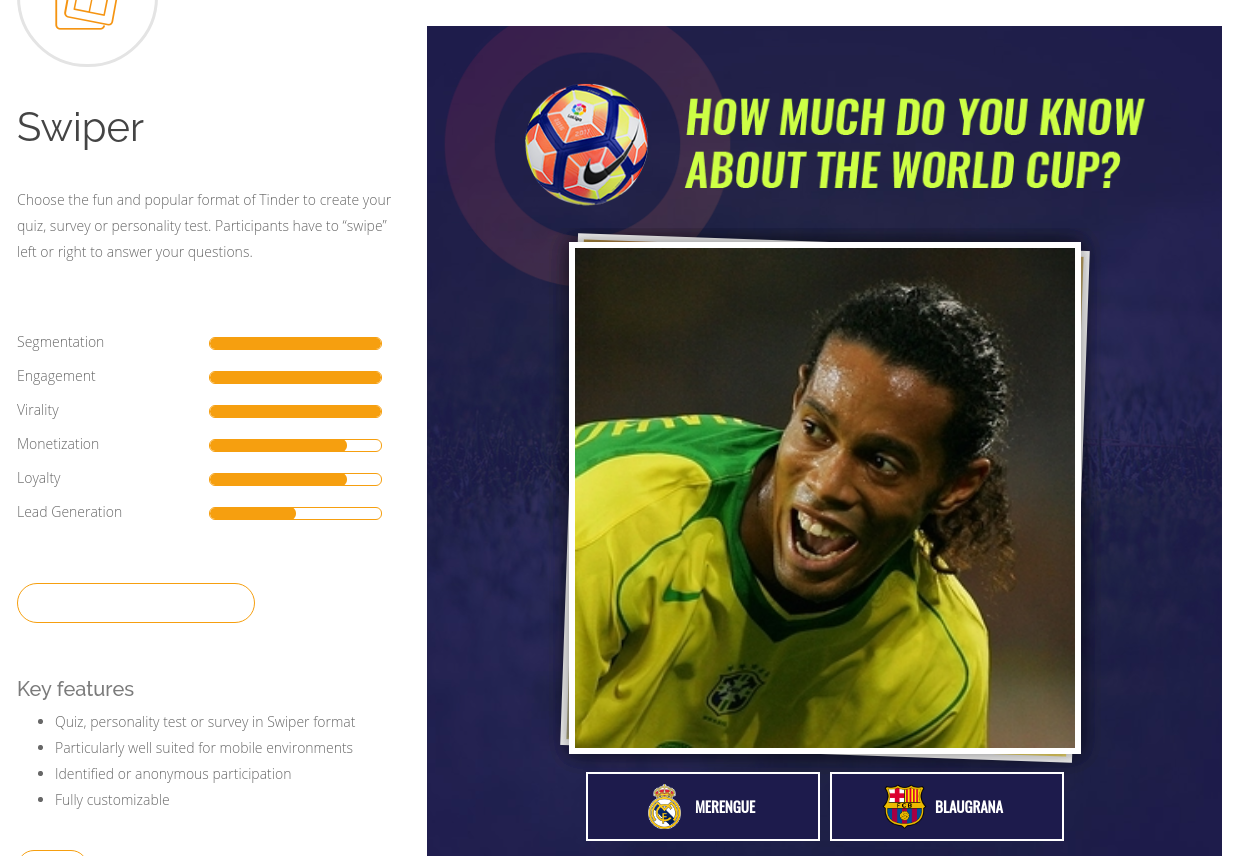 Swiper
Choose the fun and popular format of Tinder to create your
quiz, survey or personality test. Participants have to “swipe”
left or right to answer your questions.
Segmentation
Engagement
Virality
Monetization
Loyalty
Lead Generation
Key features
Quiz, personality test or survey in Swiper format
Particularly well suited for mobile environments
Identified or anonymous participation
Fully customizable
HOW MUCH DO YOU KNOW
ABOUT THE WORLD CUP?
BRASIL
MERENGUE
FCB
BLAUGRANA